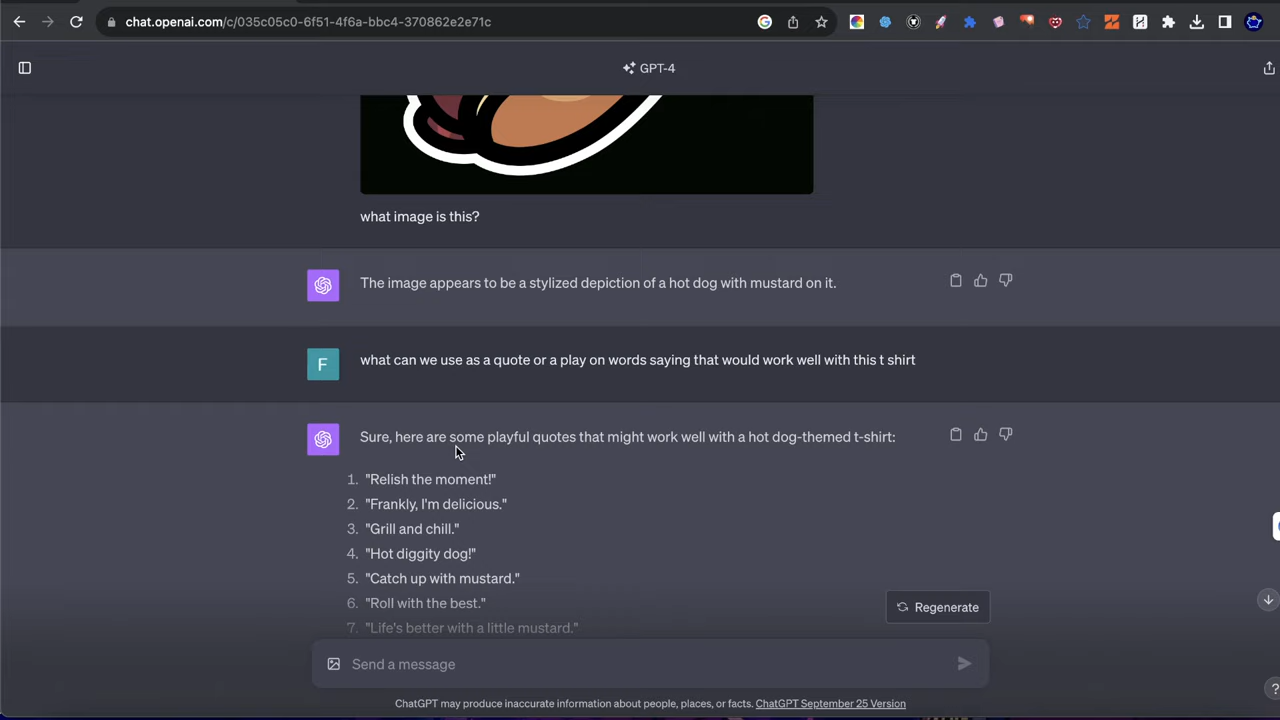 chat.openai.com/c/035c05c0-6f51-4f6a-bbc4-370862e2e71c
GPT-4
what image is this?
The image appears to be a stylized depiction of a hot dog with mustard on it.
F
what can we use as a quote or a play on words saying that would work well with this t shirt
Sure, here are some playful quotes that might work well with a hot dog-themed t-shirt:
1. "Relish the moment!"
2. "Frankly, I'm delicious."
3. "Grill and chill."
4. "Hot diggity dog!"
5. "Catch up with mustard."
6. "Roll with the best."
Regenerate
7. "Life's better with a little mustard."
Send a message
ChatGPT may produce inaccurate information about people, places, or facts. ChatGPT September 25 Version
?